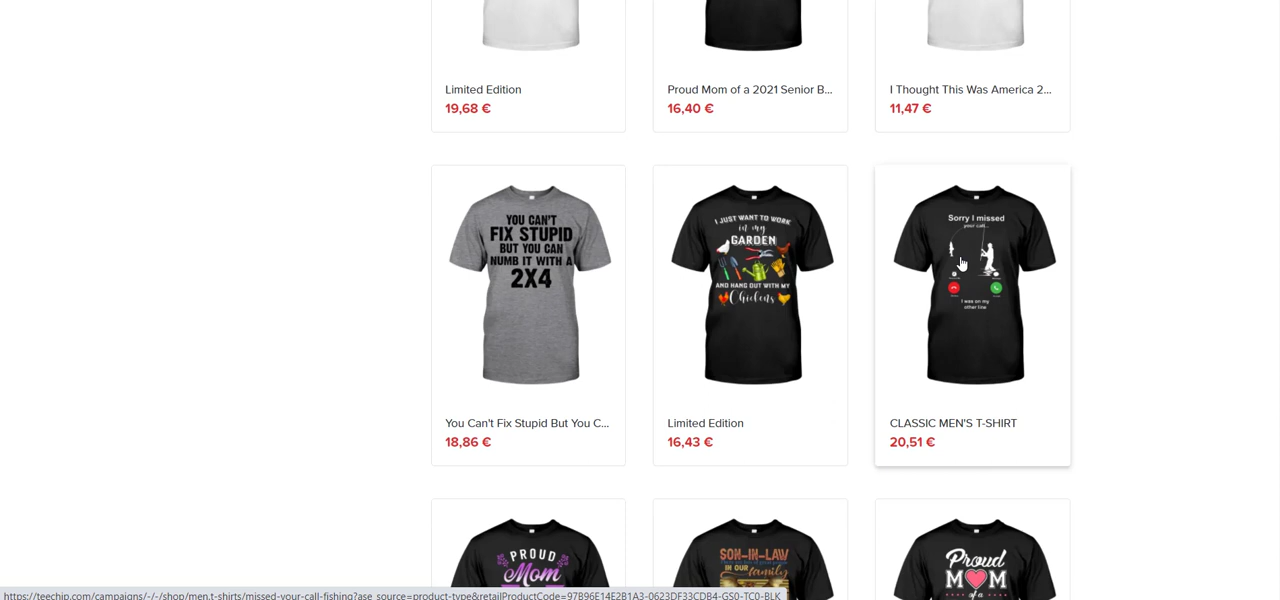 Limited Edition
19,68 €
Proud Mom of a 2021 Senior B...
16,40 €
I Thought This Was America 2...
11,47 €
YOU CAN'T
FIX STUPID
BUT YOU CAN
NUMB IT WITH A
2X4
You Can't Fix Stupid But You C...
18,86 €
I JUST WANT TO WORK
in my
GARDEN
AND HANG OUT WITH MY
Chickens
Limited Edition
16,43 €
Sorry I missed
your call...
I was on my
other line
CLASSIC MEN'S T-SHIRT
20,51 €
PROUD
Mom
SON-IN-LAW
IN OUR family
Proud
MOM
of a
https://teechip.com/campaigns/-/-/shop/men,t-shirts/missed-your-call-fishing?ase_source=product-type&retailProductCode=97B96E14E2B1A3-0623DF33CDB4-GS0-TC0-BLK